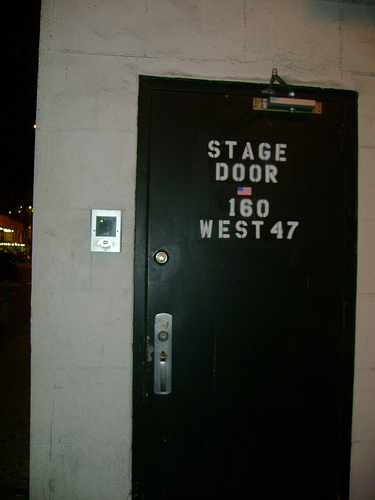 STAGE
DOOR
160
WEST 47